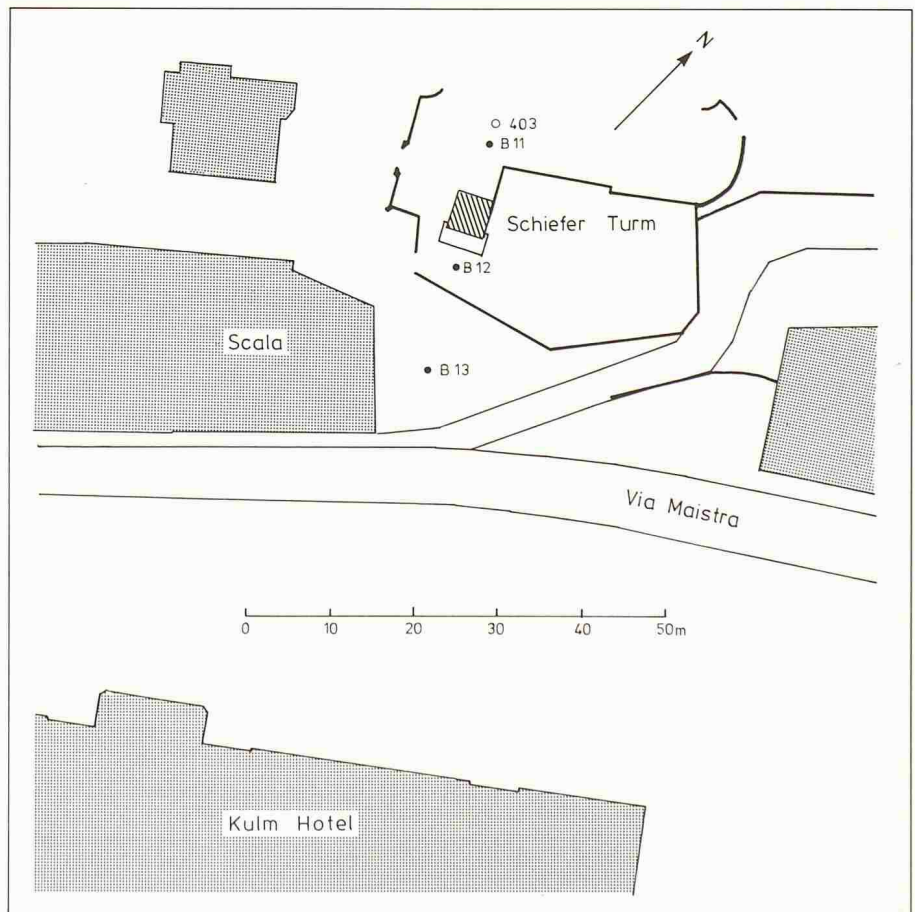 N
403
B 11
Schiefer Turm
B 12
Scala
B 13
Via Maistra
0 10 20 30 40 50m
Kulm Hotel